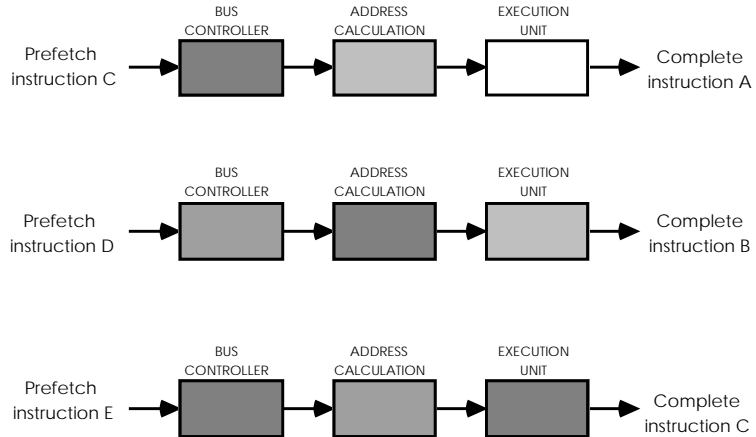 BUS
CONTROLLER
ADDRESS
CALCULATION
EXECUTION
UNIT
Prefetch
instruction C
Complete
instruction A
BUS
CONTROLLER
ADDRESS
CALCULATION
EXECUTION
UNIT
Prefetch
instruction D
Complete
instruction B
BUS
CONTROLLER
ADDRESS
CALCULATION
EXECUTION
UNIT
Prefetch
instruction E
Complete
instruction C